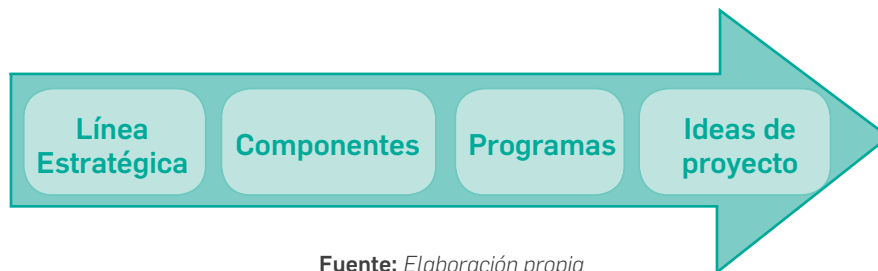 Línea
Estratégica
Componentes
Programas
Ideas de
proyecto
Fuente: Elaboración propia